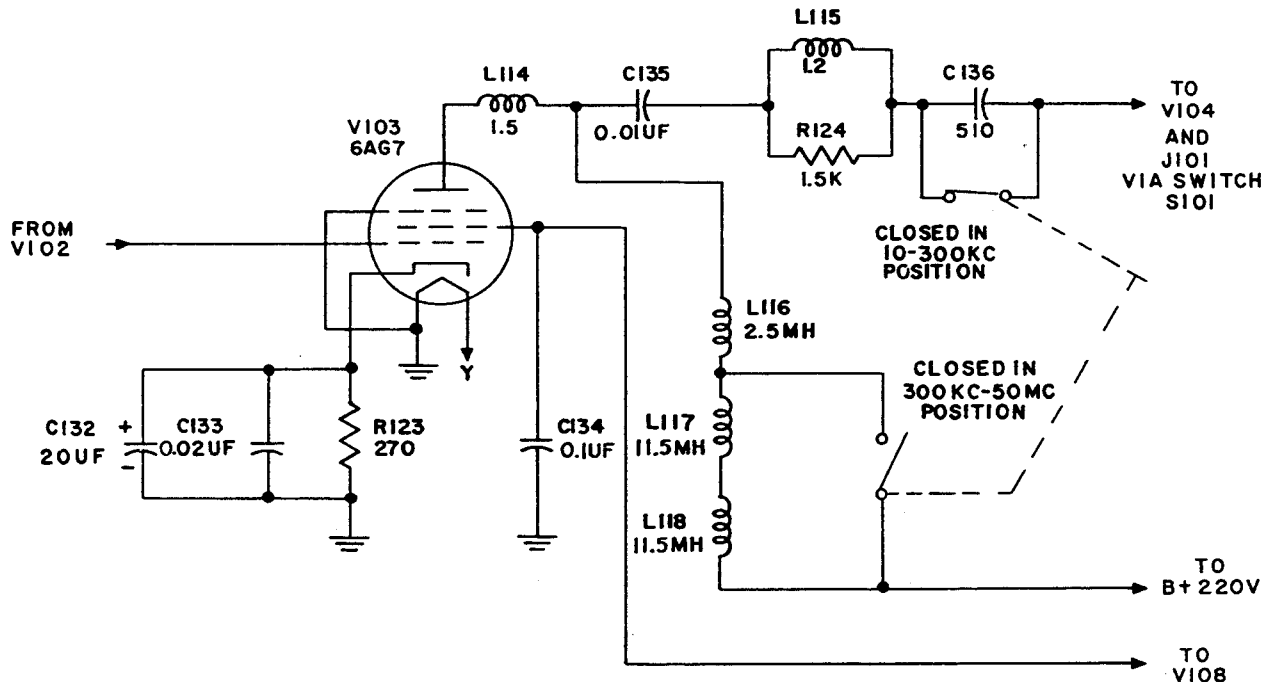 L115
1.2
L114
1.5
C135
0.01UF
C136
510
R124
1.5K
TO
V104
AND
J101
VIA SWITCH
S101
V103
6AG7
FROM
V102
CLOSED IN
10-300KC
POSITION
L116
2.5MH
CLOSED IN
300KC-50MC
POSITION
Y
C132
20UF
+
-
C133
0.02UF
R123
270
C134
0.1UF
L117
11.5MH
L118
11.5MH
TO
B+ 220V
TO
V108